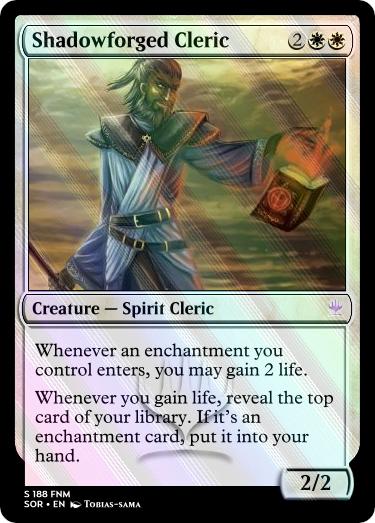 Shadowforged Cleric 2
Creature — Spirit Cleric
Whenever an enchantment you
control enters, you may gain 2 life.
Whenever you gain life, reveal the top
card of your library. If it's an
enchantment card, put it into your
hand.
2/2
S 188 FNM
SOR • EN Tobias-sama